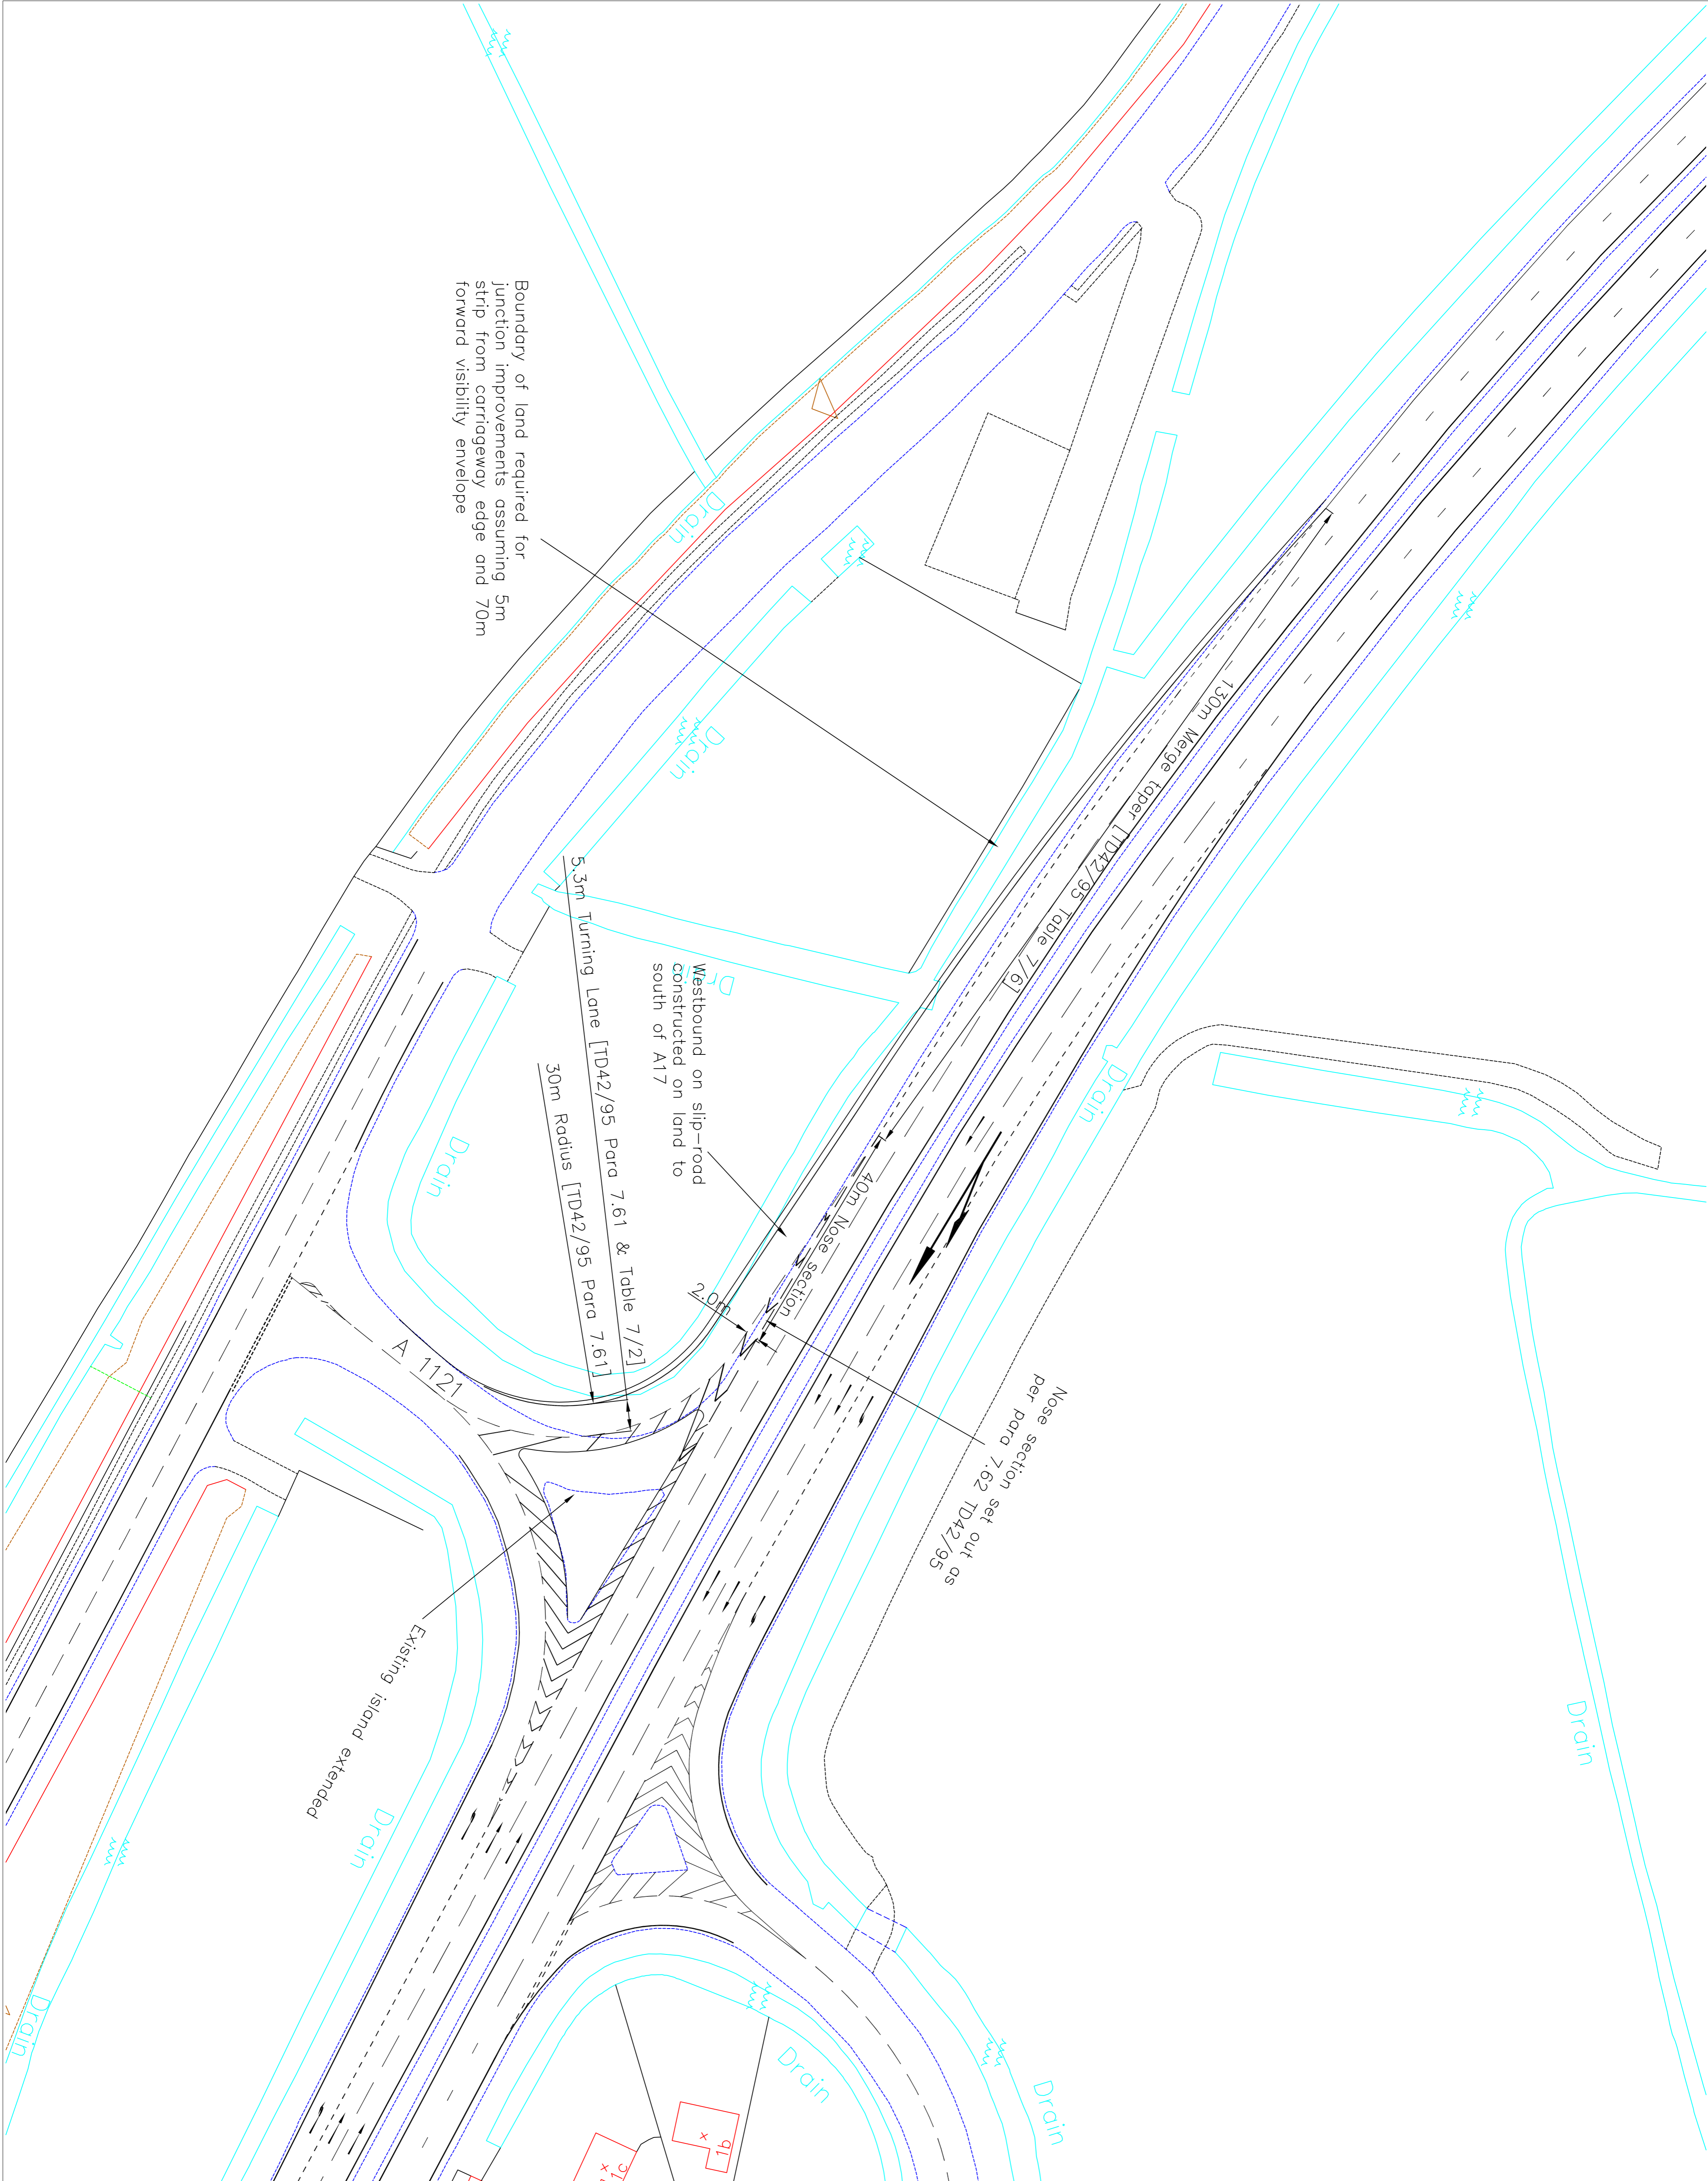 Boundary of land required for
junction improvements assuming 5m
strip from carriageway edge and 70m
forward visibility envelope
Drain
Drain
Drain
130m Merge taper [TD42/95 Table 7/6]
5.3m Turning Lane [TD42/95 Para 7.61 & Table 7/2]
30m Radius [TD42/95 Para 7.61]
Westbound on slip-road
constructed on land to
south of A17
40m Nose section
2.0m
Drain
Drain
A 1121
Nose section set out as
per para 7.62 TD42/95
Existing island extended
Drain
Drain
Drain
Drain
Drain
1b
1c